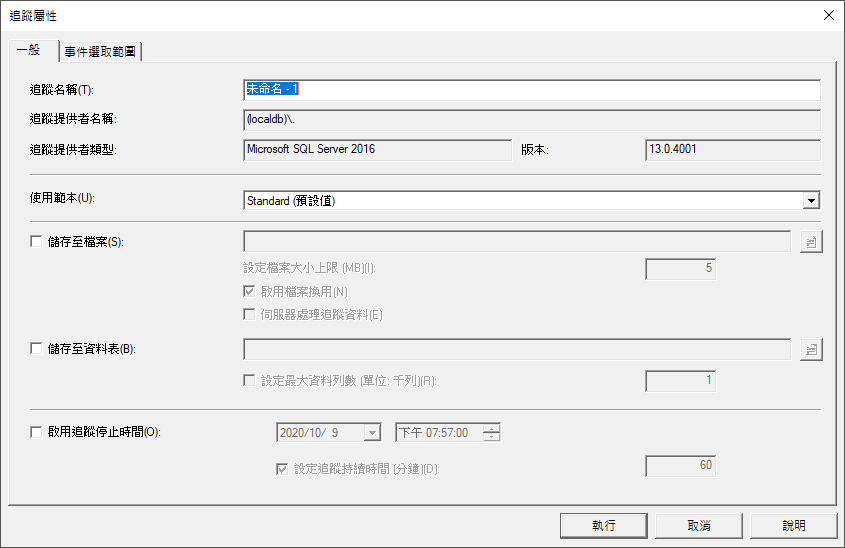 追蹤屬性
一般 事件選取範圍
追蹤名稱(T): 未命名 - 1
追蹤提供者名稱: (localdb)\.
追蹤提供者類型: Microsoft SQL Server 2016 版本: 13.0.4001
使用範本(U): Standard (預設值)
儲存至檔案(S):
設定檔案大小上限 (MB)(I): 5
啟用檔案換用(N)
伺服器處理追蹤資料(E)
儲存至資料表(B):
設定最大資料列數 (單位: 千列)(R): 1
啟用追蹤停止時間(O): 2020/10/ 9 下午 07:57:00
設定追蹤持續時間 (分鐘)(D): 60
執行 取消 說明